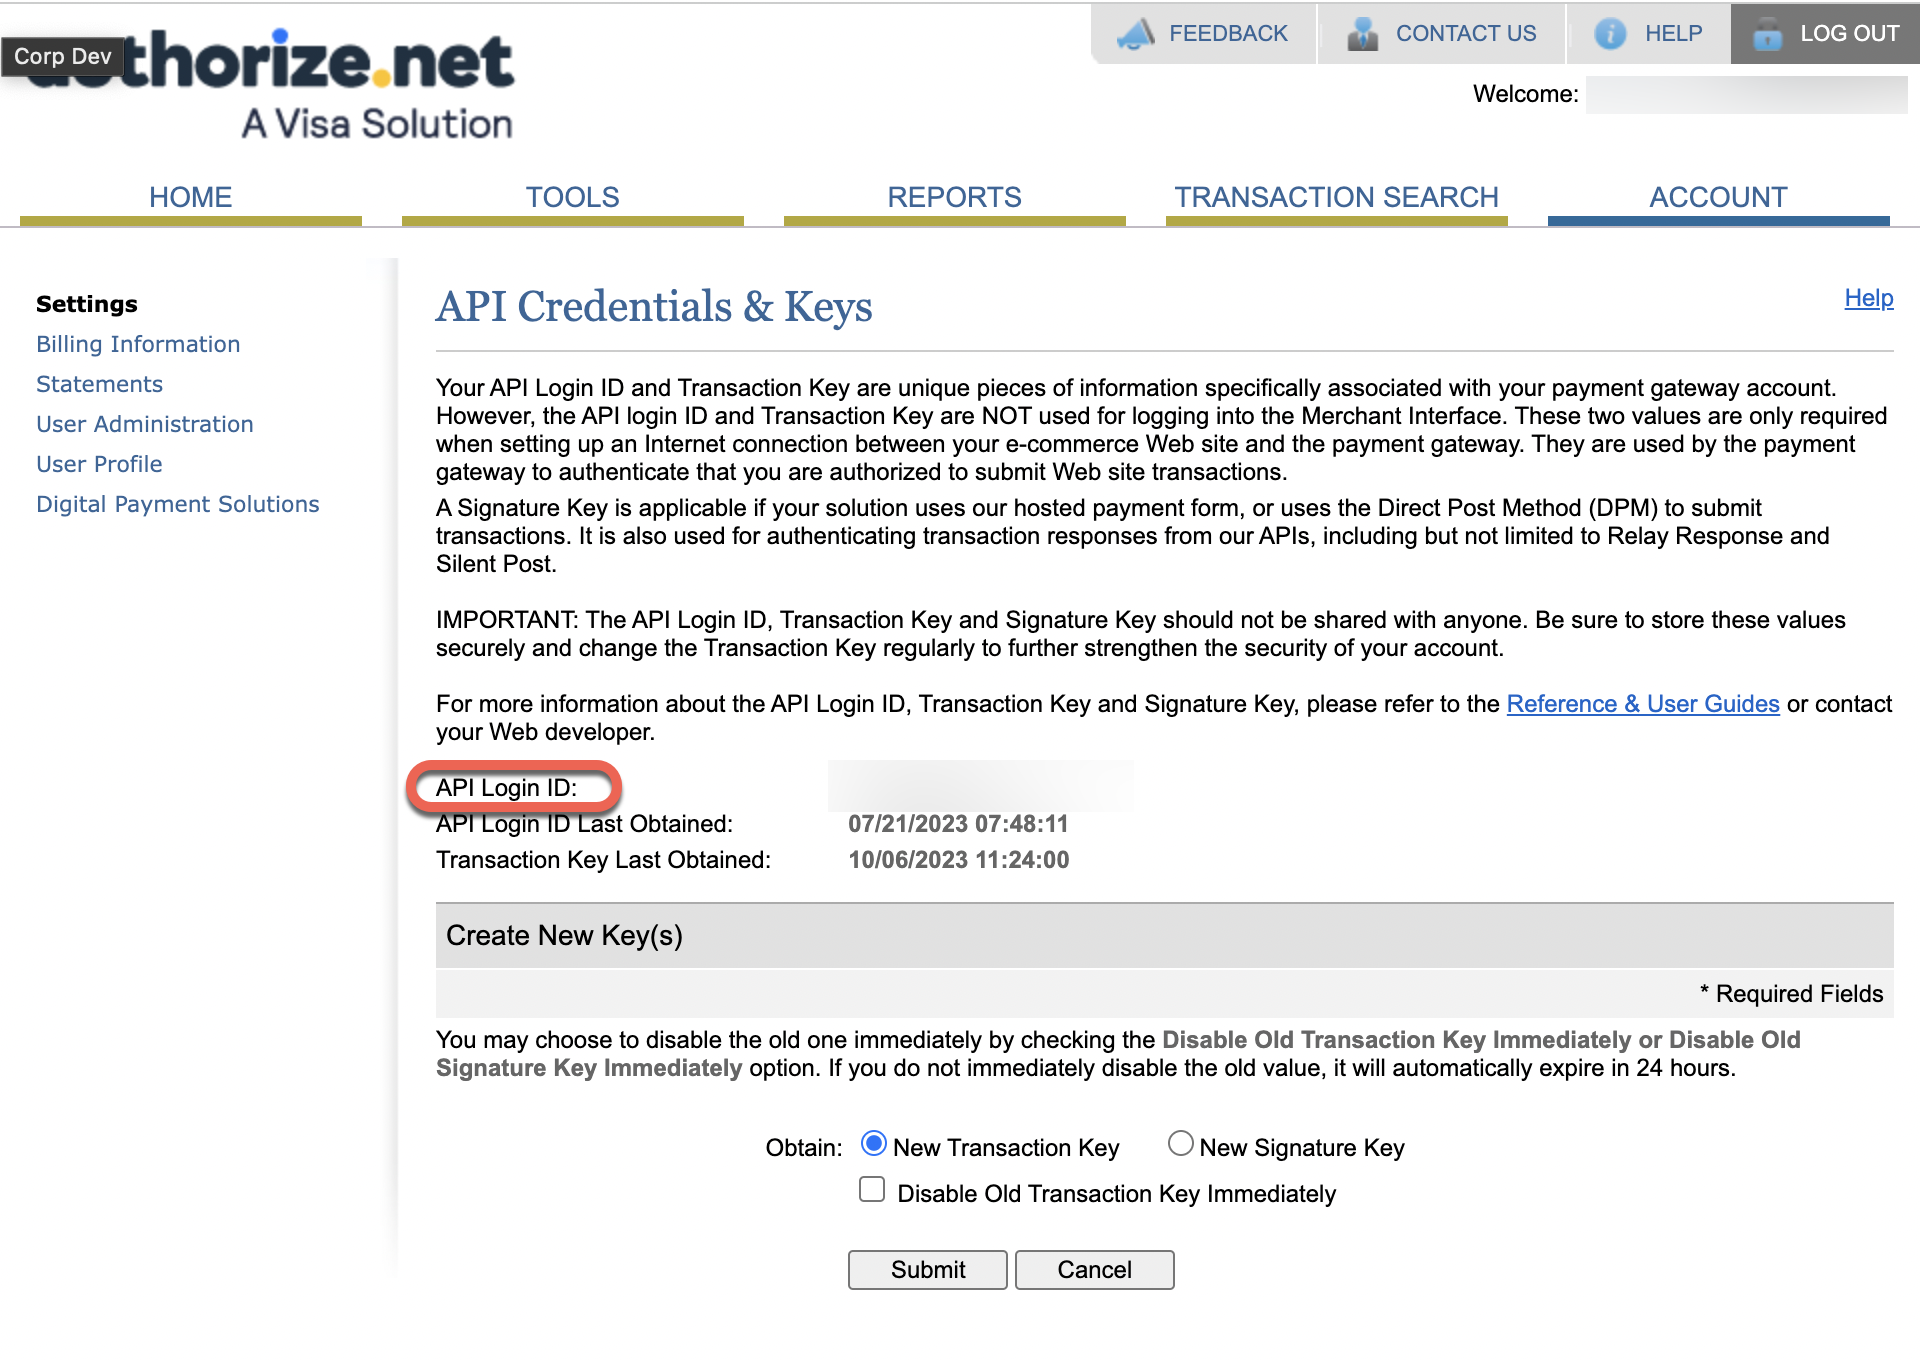 Corp Dev
authorize.net
A Visa Solution
FEEDBACK
CONTACT US
HELP
LOG OUT
Welcome:
HOME
TOOLS
REPORTS
TRANSACTION SEARCH
ACCOUNT
Settings
Billing Information
Statements
User Administration
User Profile
Digital Payment Solutions
API Credentials & Keys
Help
Your API Login ID and Transaction Key are unique pieces of information specifically associated with your payment gateway account.
However, the API login ID and Transaction Key are NOT used for logging into the Merchant Interface. These two values are only required
when setting up an Internet connection between your e-commerce Web site and the payment gateway. They are used by the payment
gateway to authenticate that you are authorized to submit Web site transactions.
A Signature Key is applicable if your solution uses our hosted payment form, or uses the Direct Post Method (DPM) to submit
transactions. It is also used for authenticating transaction responses from our APIs, including but not limited to Relay Response and
Silent Post.
IMPORTANT: The API Login ID, Transaction Key and Signature Key should not be shared with anyone. Be sure to store these values
securely and change the Transaction Key regularly to further strengthen the security of your account.
For more information about the API Login ID, Transaction Key and Signature Key, please refer to the Reference & User Guides or contact
your Web developer.
API Login ID:
API Login ID Last Obtained: 07/21/2023 07:48:11
Transaction Key Last Obtained: 10/06/2023 11:24:00
Create New Key(s)
* Required Fields
You may choose to disable the old one immediately by checking the Disable Old Transaction Key Immediately or Disable Old
Signature Key Immediately option. If you do not immediately disable the old value, it will automatically expire in 24 hours.
Obtain: New Transaction Key New Signature Key
Disable Old Transaction Key Immediately
Submit
Cancel